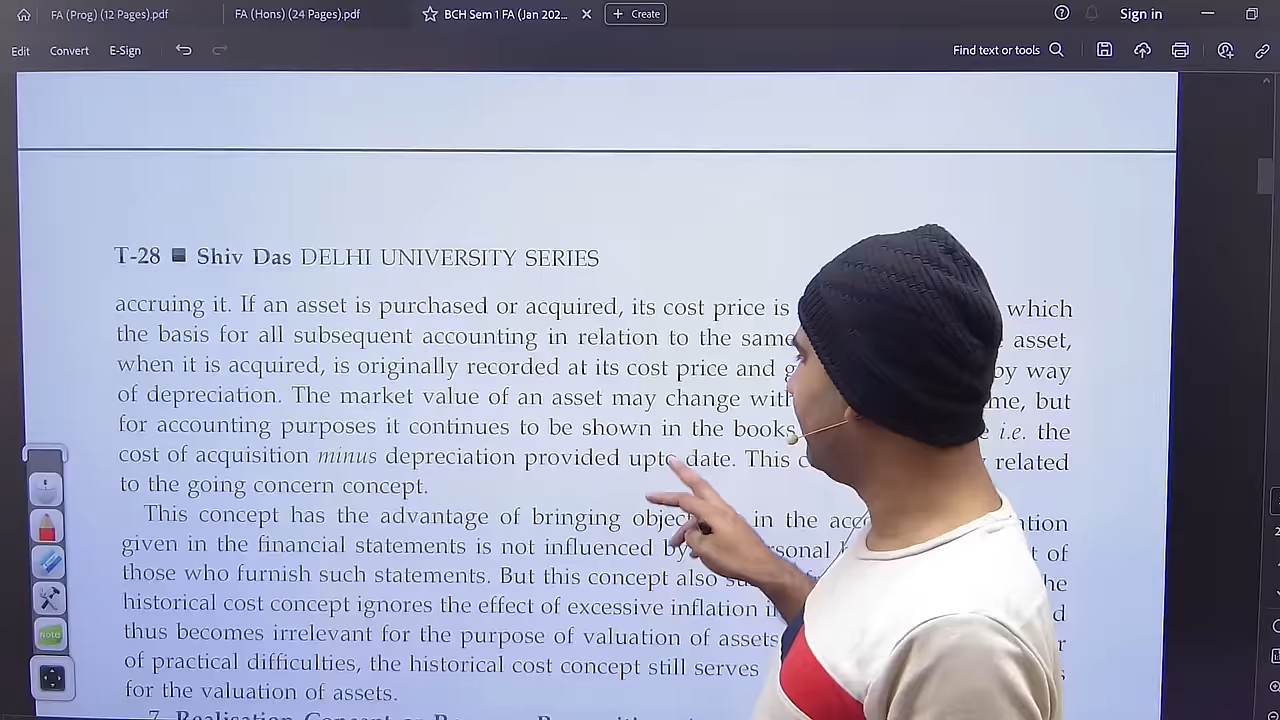 FA (Prog) (12 Pages).pdf
FA (Hons) (24 Pages).pdf
BCH Sem 1 FA (Jan 202...
Create
Sign in
Edit
Convert
E-Sign
Find text or tools
T-28 ■ Shiv Das DELHI UNIVERSITY SERIES
accruing it. If an asset is purchased or acquired, its cost price is which
the basis for all subsequent accounting in relation to the same asset,
when it is acquired, is originally recorded at its cost price and by way
of depreciation. The market value of an asset may change but
for accounting purposes it continues to be shown in the books i.e. the
cost of acquisition minus depreciation provided upto date. This related
to the going concern concept.
This concept has the advantage of bringing in the
given in the financial statements is not influenced by of
those who furnish such statements. But this concept also
historical cost concept ignores the effect of excessive inflation
thus becomes irrelevant for the purpose of valuation of assets
of practical difficulties, the historical cost concept still serves
for the valuation of assets.
7. Realisation Concept or
Note